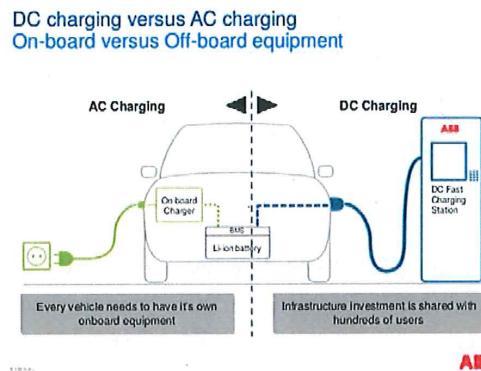 DC charging versus AC charging
On-board versus Off-board equipment
AC Charging
DC Charging
ABB
On board
Charger
BMS
Li-ion battery
DC Fast
Charging
Station
Every vehicle needs to have it's own
onboard equipment
Infrastructure investment is shared with
hundreds of users